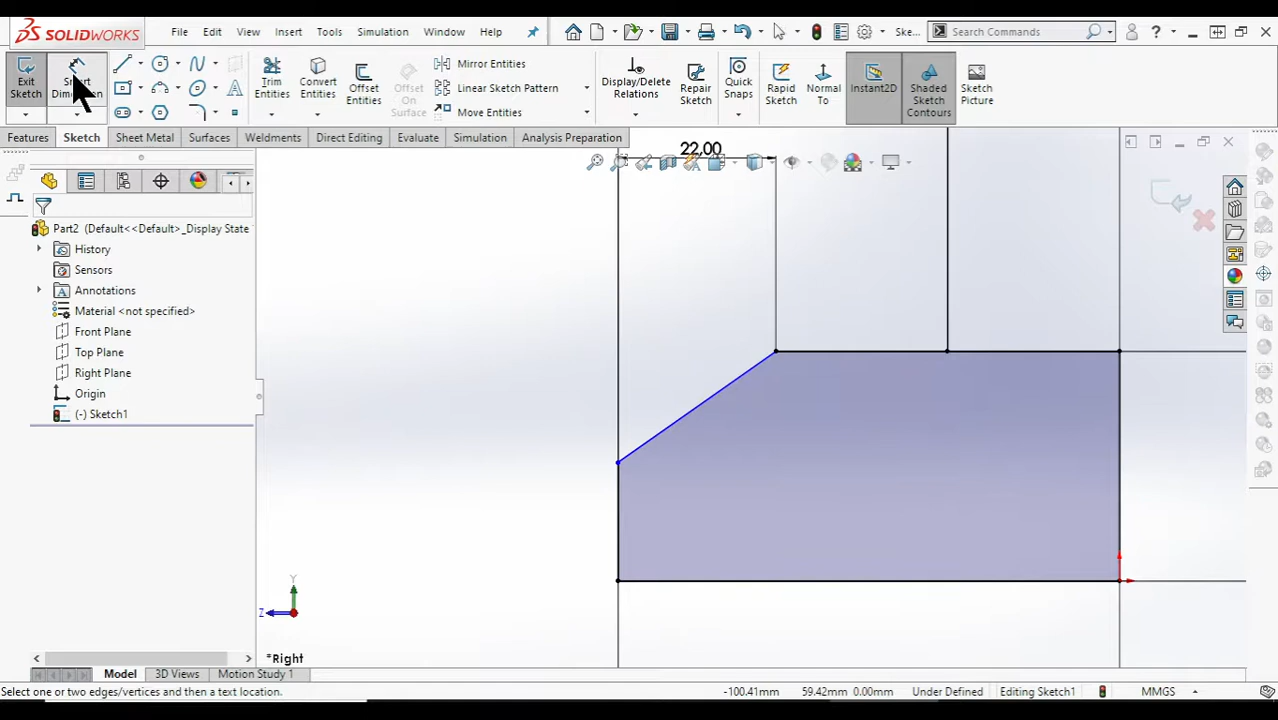 SOLIDWORKS File Edit View Insert Tools Simulation Window Help Ske... Search Commands ?
Exit Sketch Smart Dimension Trim Entities Convert Entities Offset Entities Offset On Surface Mirror Entities Linear Sketch Pattern Move Entities Display/Delete Relations Repair Sketch Quick Snaps Rapid Sketch Normal To Instant2D Shaded Sketch Contours Sketch Picture
Features Sketch Sheet Metal Surfaces Weldments Direct Editing Evaluate Simulation Analysis Preparation
22,00
Part2 (Default<<Default>_Display State
History
Sensors
Annotations
Material <not specified>
Front Plane
Top Plane
Right Plane
Origin
(-) Sketch1
Y
Z
*Right
Model 3D Views Motion Study 1
Select one or two edges/vertices and then a text location. -100.41mm 59.42mm 0.00mm Under Defined Editing Sketch1 MMGS